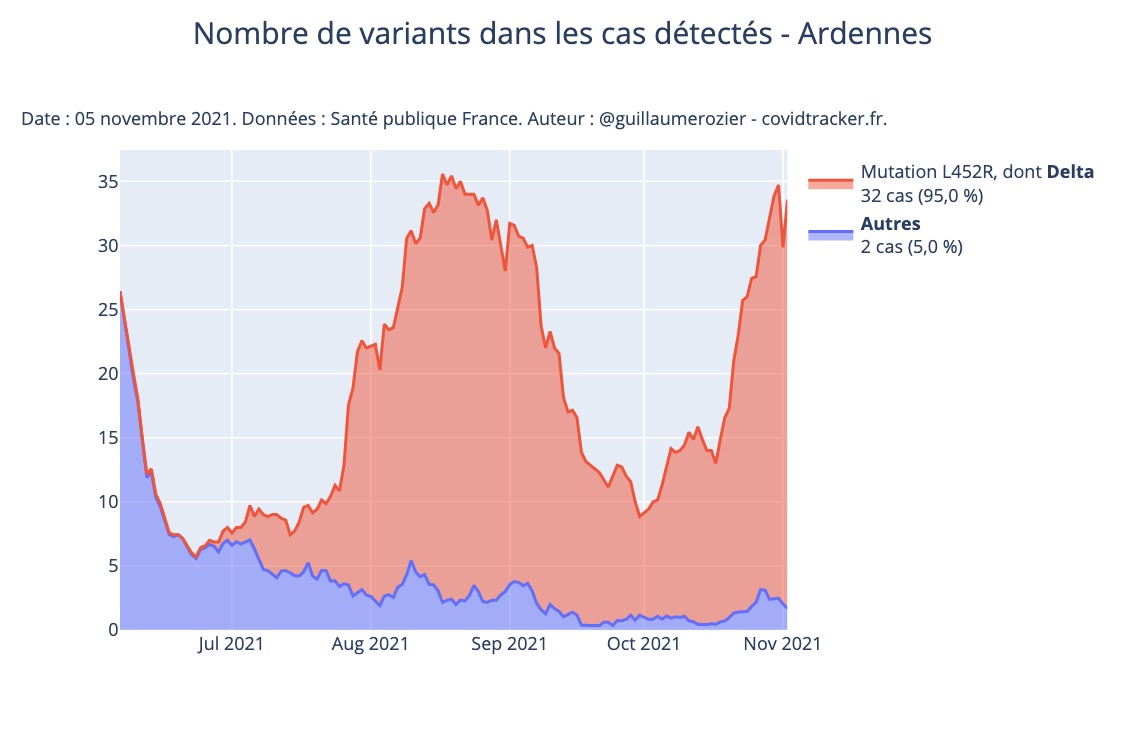 Nombre de variants dans les cas détectés - Ardennes
Date : 05 novembre 2021. Données : Santé publique France. Auteur : @guillaumerozier - covidtracker.fr.
Mutation L452R, dont Delta
32 cas (95,0 %)
Autres
2 cas (5,0 %)
35
30
25
20
15
10
5
0
Jul 2021
Aug 2021
Sep 2021
Oct 2021
Nov 2021